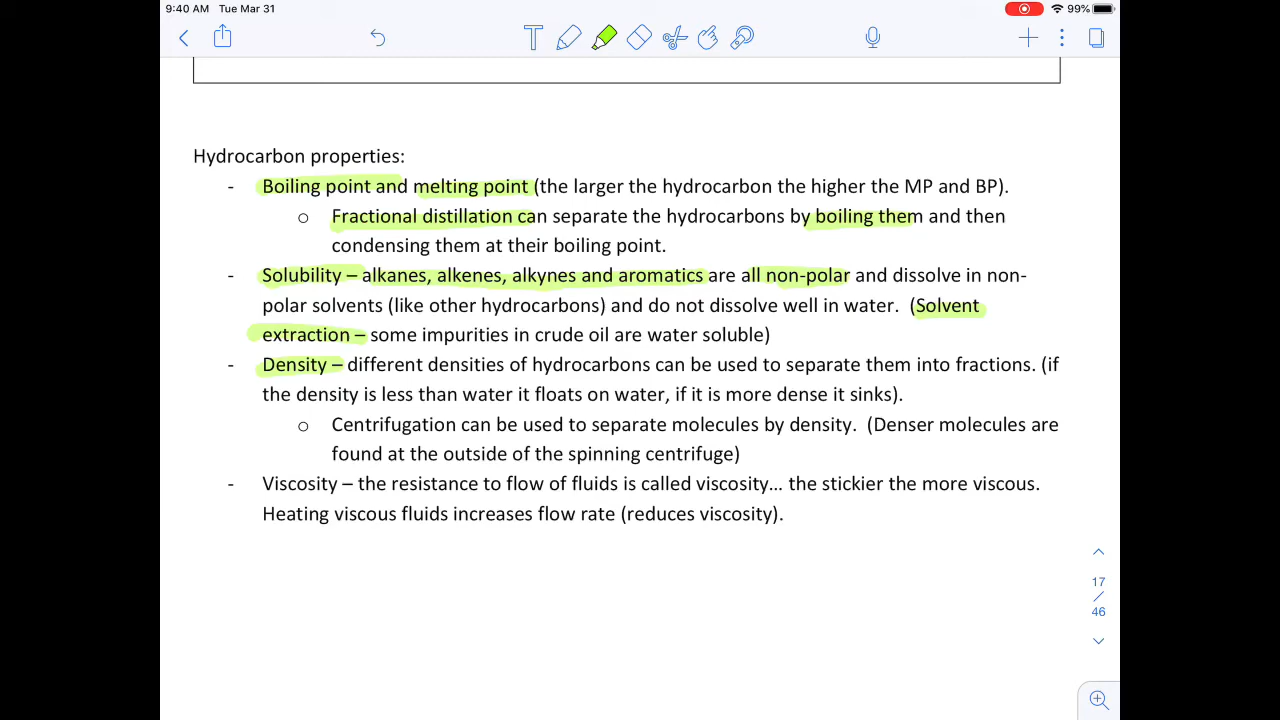 9:40 AM Tue Mar 31
99%
Hydrocarbon properties:
- Boiling point and melting point (the larger the hydrocarbon the higher the MP and BP).
o Fractional distillation can separate the hydrocarbons by boiling them and then
condensing them at their boiling point.
- Solubility – alkanes, alkenes, alkynes and aromatics are all non-polar and dissolve in non-
polar solvents (like other hydrocarbons) and do not dissolve well in water. (Solvent
extraction – some impurities in crude oil are water soluble)
- Density – different densities of hydrocarbons can be used to separate them into fractions. (if
the density is less than water it floats on water, if it is more dense it sinks).
o Centrifugation can be used to separate molecules by density. (Denser molecules are
found at the outside of the spinning centrifuge)
- Viscosity – the resistance to flow of fluids is called viscosity… the stickier the more viscous.
Heating viscous fluids increases flow rate (reduces viscosity).
17
/
46